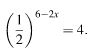 (1/2)^{6−2x} = 4.